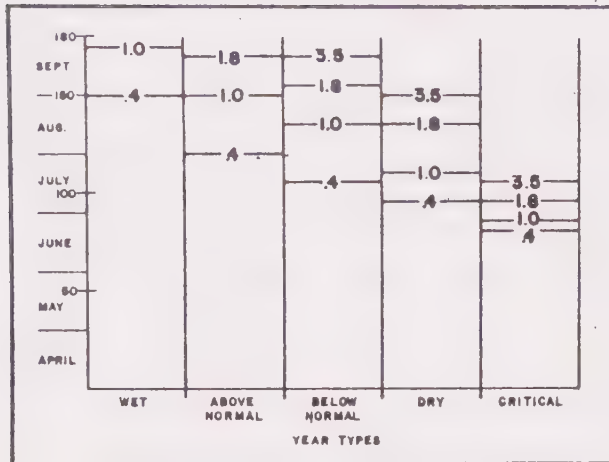 180
1.0
1.8 3.5
SEPT
1.8
150 .4 1.0 3.5
1.0 1.8
AUG.
.4
1.0
JULY .4 3.5
100
.4 1.8
1.0
.4
JUNE
50
MAY
APRIL
WET ABOVE NORMAL BELOW NORMAL DRY CRITICAL
YEAR TYPES